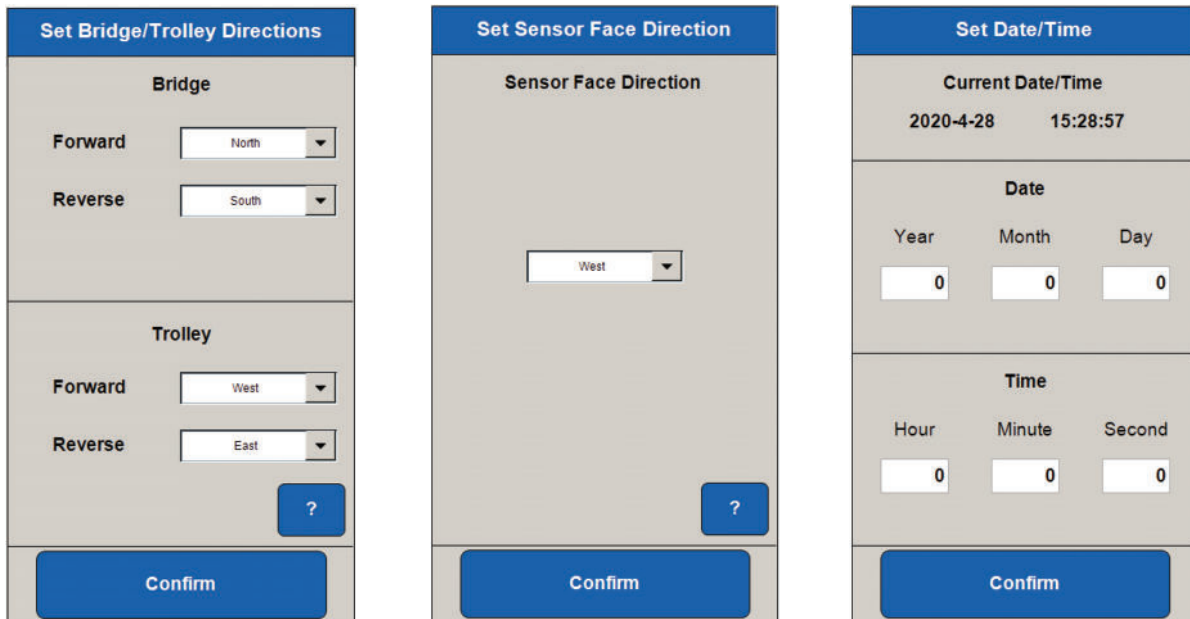 Set Bridge/Trolley Directions
Bridge
Forward North
Reverse South
Trolley
Forward West
Reverse East
?
Confirm
Set Sensor Face Direction
Sensor Face Direction
West
?
Confirm
Set Date/Time
Current Date/Time
2020-4-28 15:28:57
Date
Year Month Day
0 0 0
Time
Hour Minute Second
0 0 0
Confirm